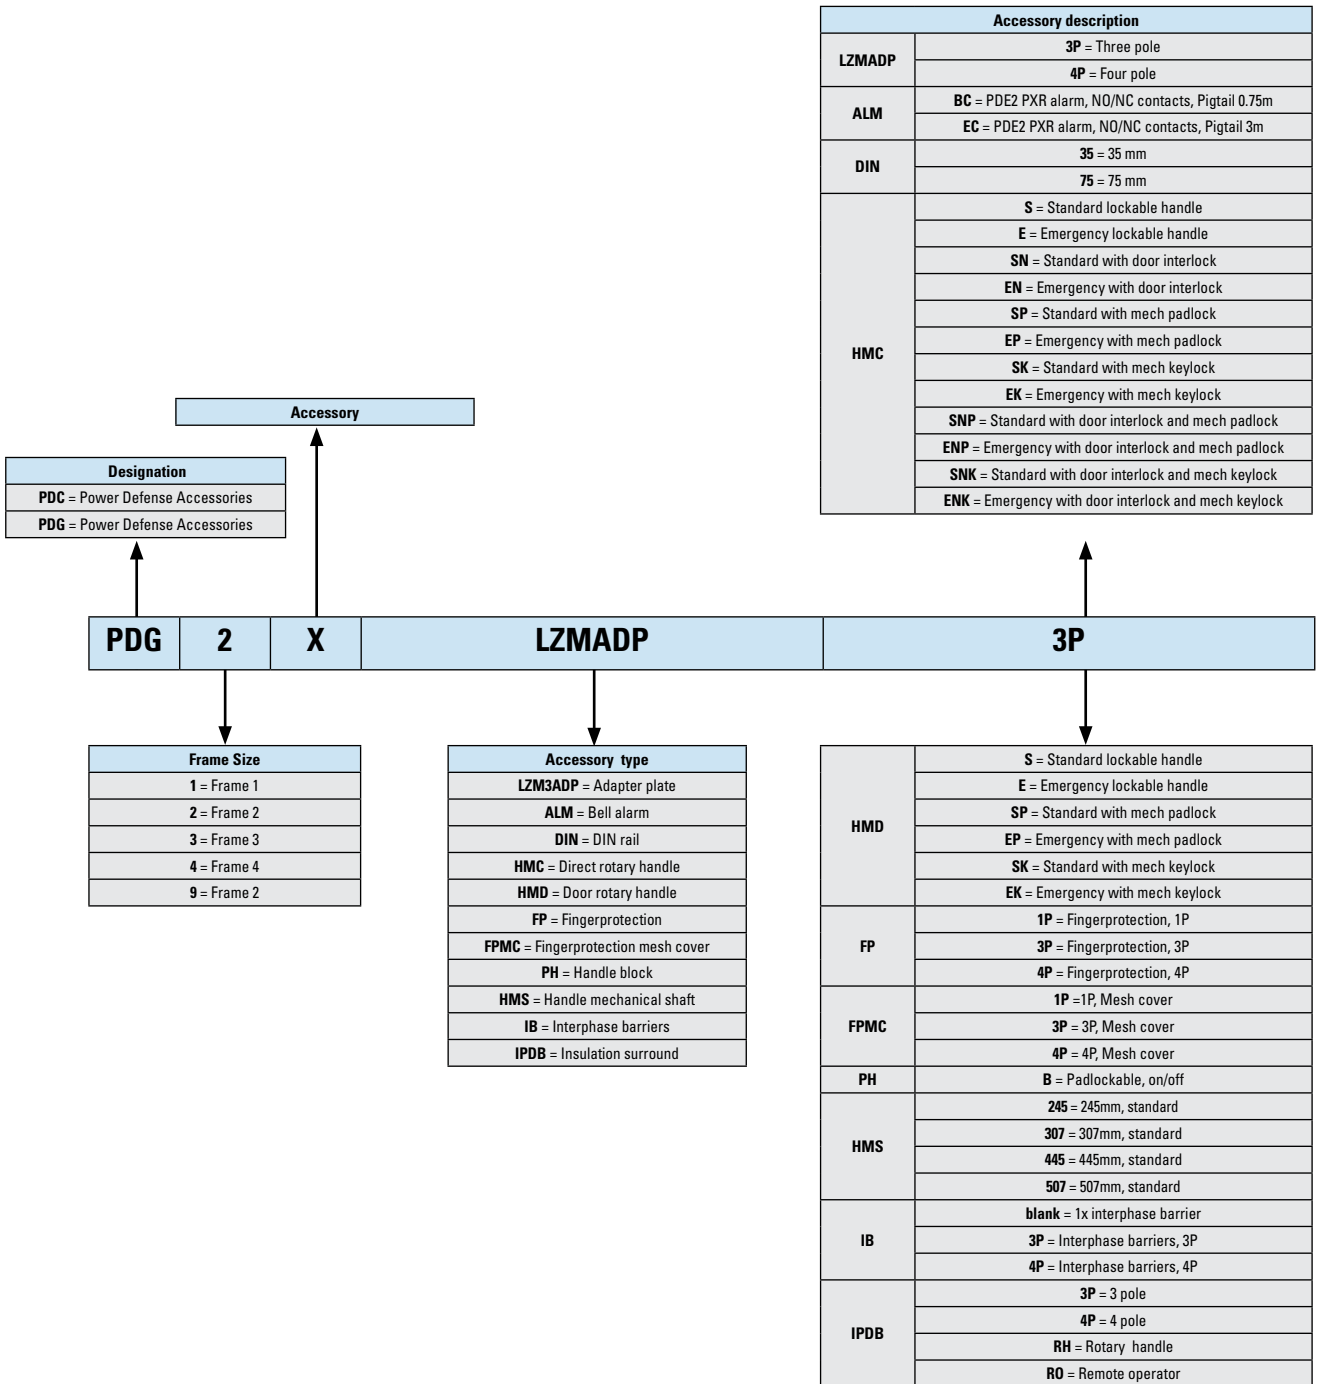 Accessory description
LZMADP
3P = Three pole
4P = Four pole
ALM
BC = PDE2 PXR alarm, NO/NC contacts, Pigtail 0.75m
EC = PDE2 PXR alarm, NO/NC contacts, Pigtail 3m
DIN
35 = 35 mm
75 = 75 mm
HMC
S = Standard lockable handle
E = Emergency lockable handle
SN = Standard with door interlock
EN = Emergency with door interlock
SP = Standard with mech padlock
EP = Emergency with mech padlock
SK = Standard with mech keylock
EK = Emergency with mech keylock
SNP = Standard with door interlock and mech padlock
ENP = Emergency with door interlock and mech padlock
SNK = Standard with door interlock and mech keylock
ENK = Emergency with door interlock and mech keylock
Accessory
Designation
PDC = Power Defense Accessories
PDG = Power Defense Accessories
PDG 2 X LZMADP 3P
Frame Size
1 = Frame 1
2 = Frame 2
3 = Frame 3
4 = Frame 4
9 = Frame 2
Accessory type
LZM3ADP = Adapter plate
ALM = Bell alarm
DIN = DIN rail
HMC = Direct rotary handle
HMD = Door rotary handle
FP = Fingerprotection
FPMC = Fingerprotection mesh cover
PH = Handle block
HMS = Handle mechanical shaft
IB = Interphase barriers
IPDB = Insulation surround
HMD
S = Standard lockable handle
E = Emergency lockable handle
SP = Standard with mech padlock
EP = Emergency with mech padlock
SK = Standard with mech keylock
EK = Emergency with mech keylock
FP
1P = Fingerprotection, 1P
3P = Fingerprotection, 3P
4P = Fingerprotection, 4P
FPMC
1P =1P, Mesh cover
3P = 3P, Mesh cover
4P = 4P, Mesh cover
PH
B = Padlockable, on/off
HMS
245 = 245mm, standard
307 = 307mm, standard
445 = 445mm, standard
507 = 507mm, standard
IB
blank = 1x interphase barrier
3P = Interphase barriers, 3P
4P = Interphase barriers, 4P
IPDB
3P = 3 pole
4P = 4 pole
RH = Rotary handle
RO = Remote operator